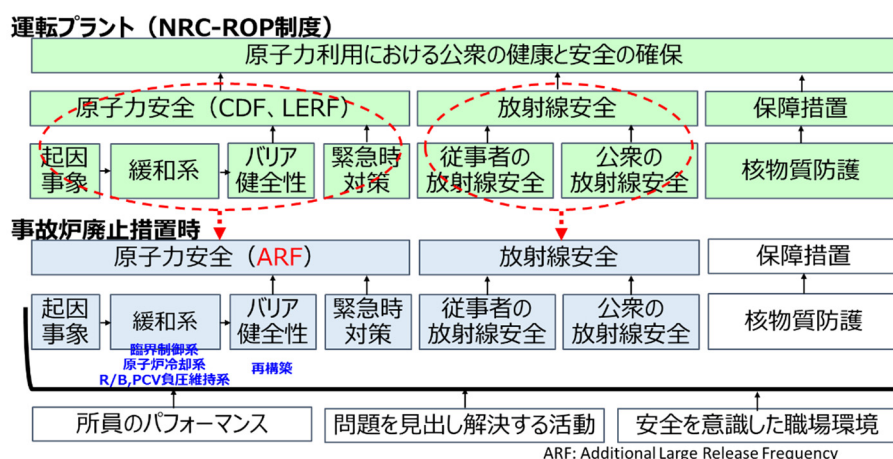 運転プラント（NRC-ROP制度）
原子力利用における公衆の健康と安全の確保
原子力安全（CDF、LERF）
放射線安全
保障措置
起因
事象
緩和系
バリア
健全性
緊急時
対策
従事者の
放射線安全
公衆の
放射線安全
核物質防護
事故炉廃止措置時
原子力安全（ARF）
放射線安全
保障措置
起因
事象
緩和系
バリア
健全性
緊急時
対策
従事者の
放射線安全
公衆の
放射線安全
核物質防護
臨界制御系
原子炉冷却系
R/B,PCV負圧維持系
再構築
所員のパフォーマンス
問題を見出し解決する活動
安全を意識した職場環境
ARF: Additional Large Release Frequency